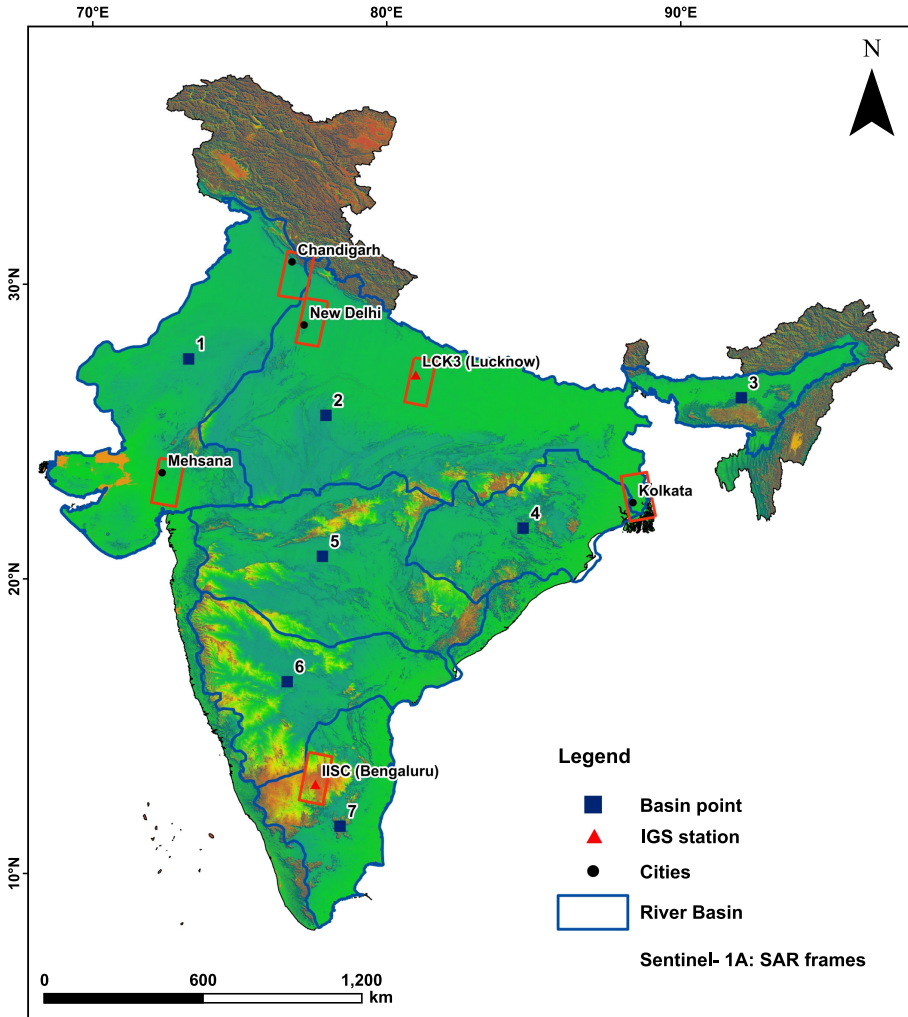 70°E 80°E 90°E
N
Chandigarh
30°N
New Delhi
1
LCK3 (Lucknow)
3
2
Mehsana
Kolkata
4
5
20°N
6
Legend
IISC (Bengaluru)
7
Basin point
IGS station
10°N
Cities
River Basin
Sentinel- 1A: SAR frames
0 600 1,200
km